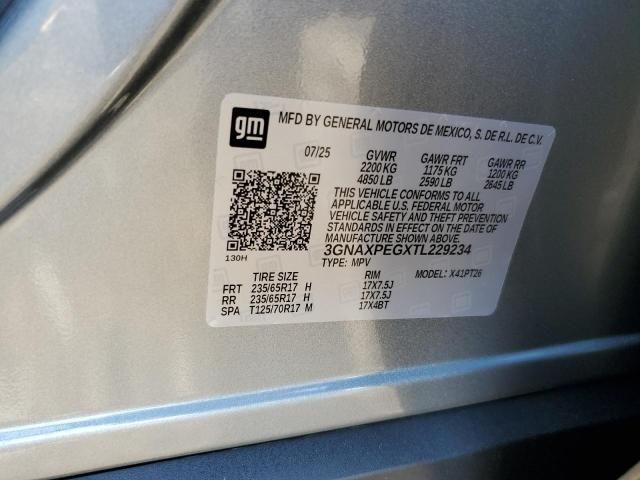 gm
MFD BY GENERAL MOTORS DE MEXICO, S. DE R.L. DE C.V.
07/25 GVWR GAWR FRT GAWR RR
2200 KG 1175 KG 1200 KG
4850 LB 2590 LB 2645 LB
THIS VEHICLE CONFORMS TO ALL
APPLICABLE U.S. FEDERAL MOTOR
VEHICLE SAFETY AND THEFT PREVENTION
STANDARDS IN EFFECT ON THE DATE OF
MANUFACTURE SHOWN ABOVE.
3GNAXPEGXTL229234
130H
TYPE: MPV MODEL: X41PT26
TIRE SIZE RIM
FRT 235/65R17 H 17X7.5J
RR 235/65R17 H 17X7.5J
SPA T125/70R17 M 17X4BT